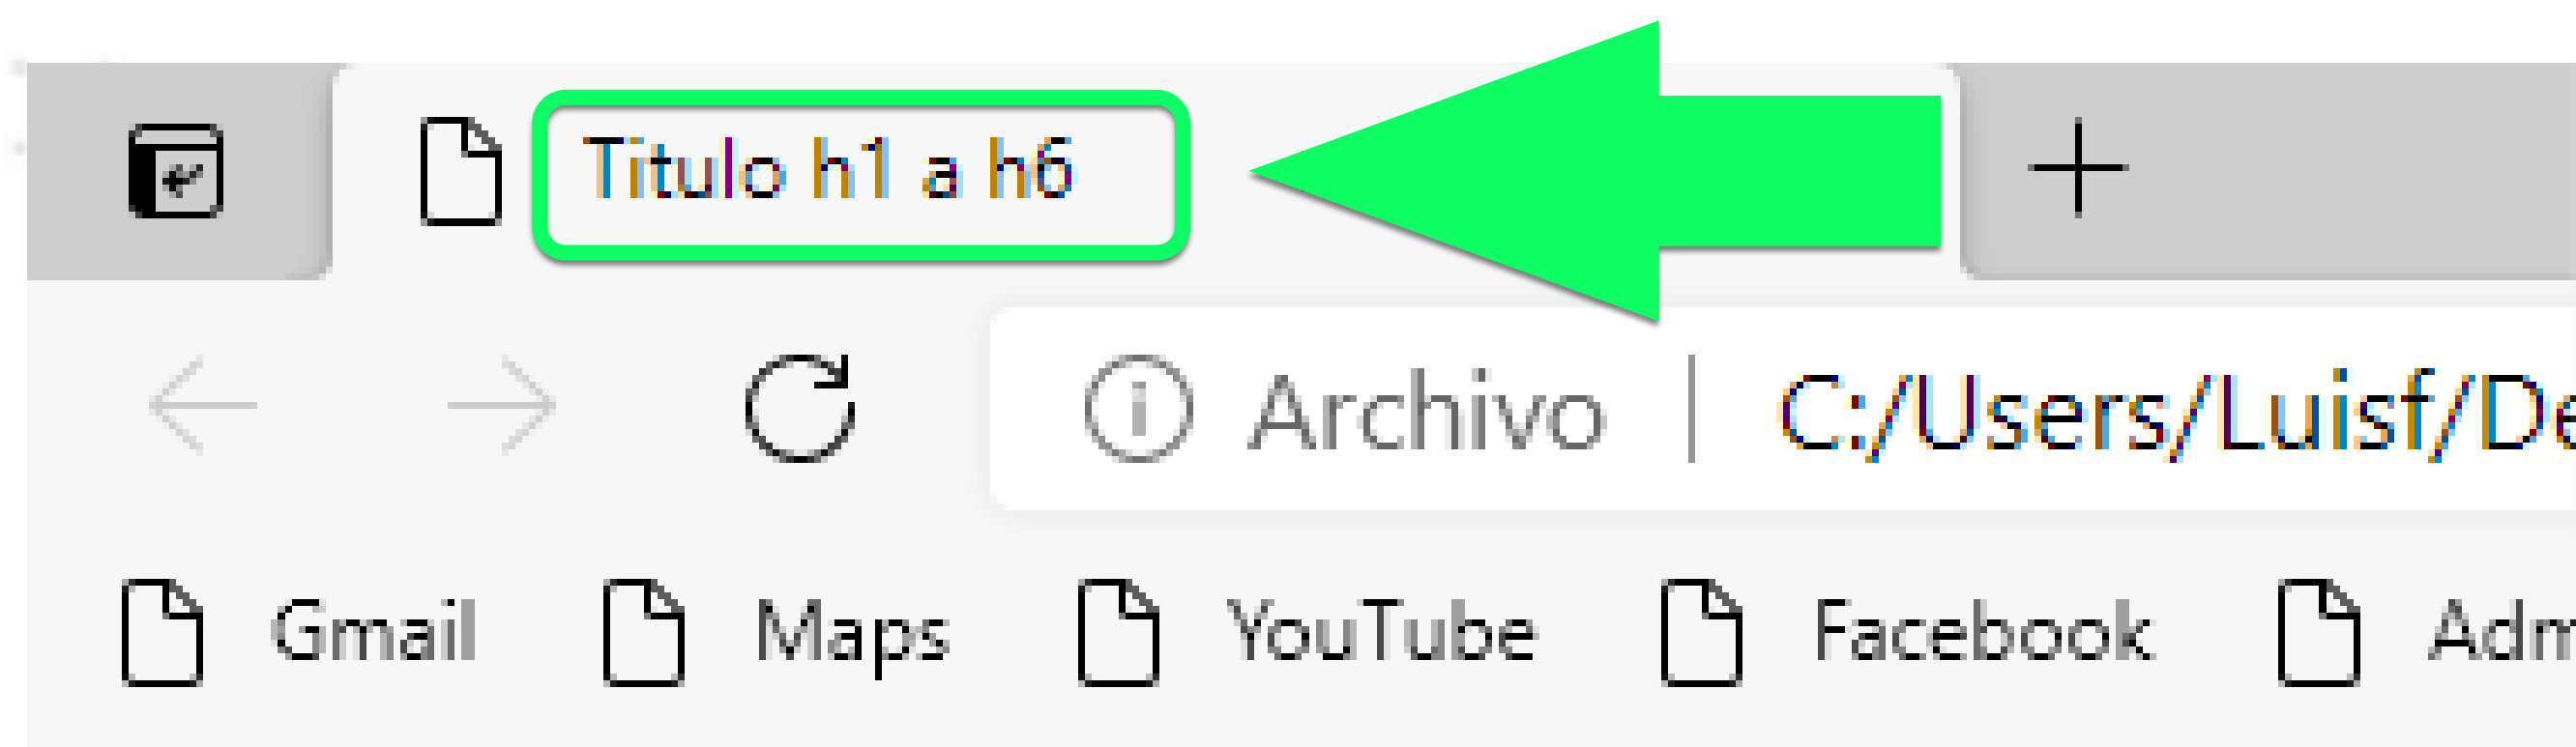 Titulo h1 a h6
Archivo | C:/Users/Luisf/De
Gmail Maps YouTube Facebook Adm